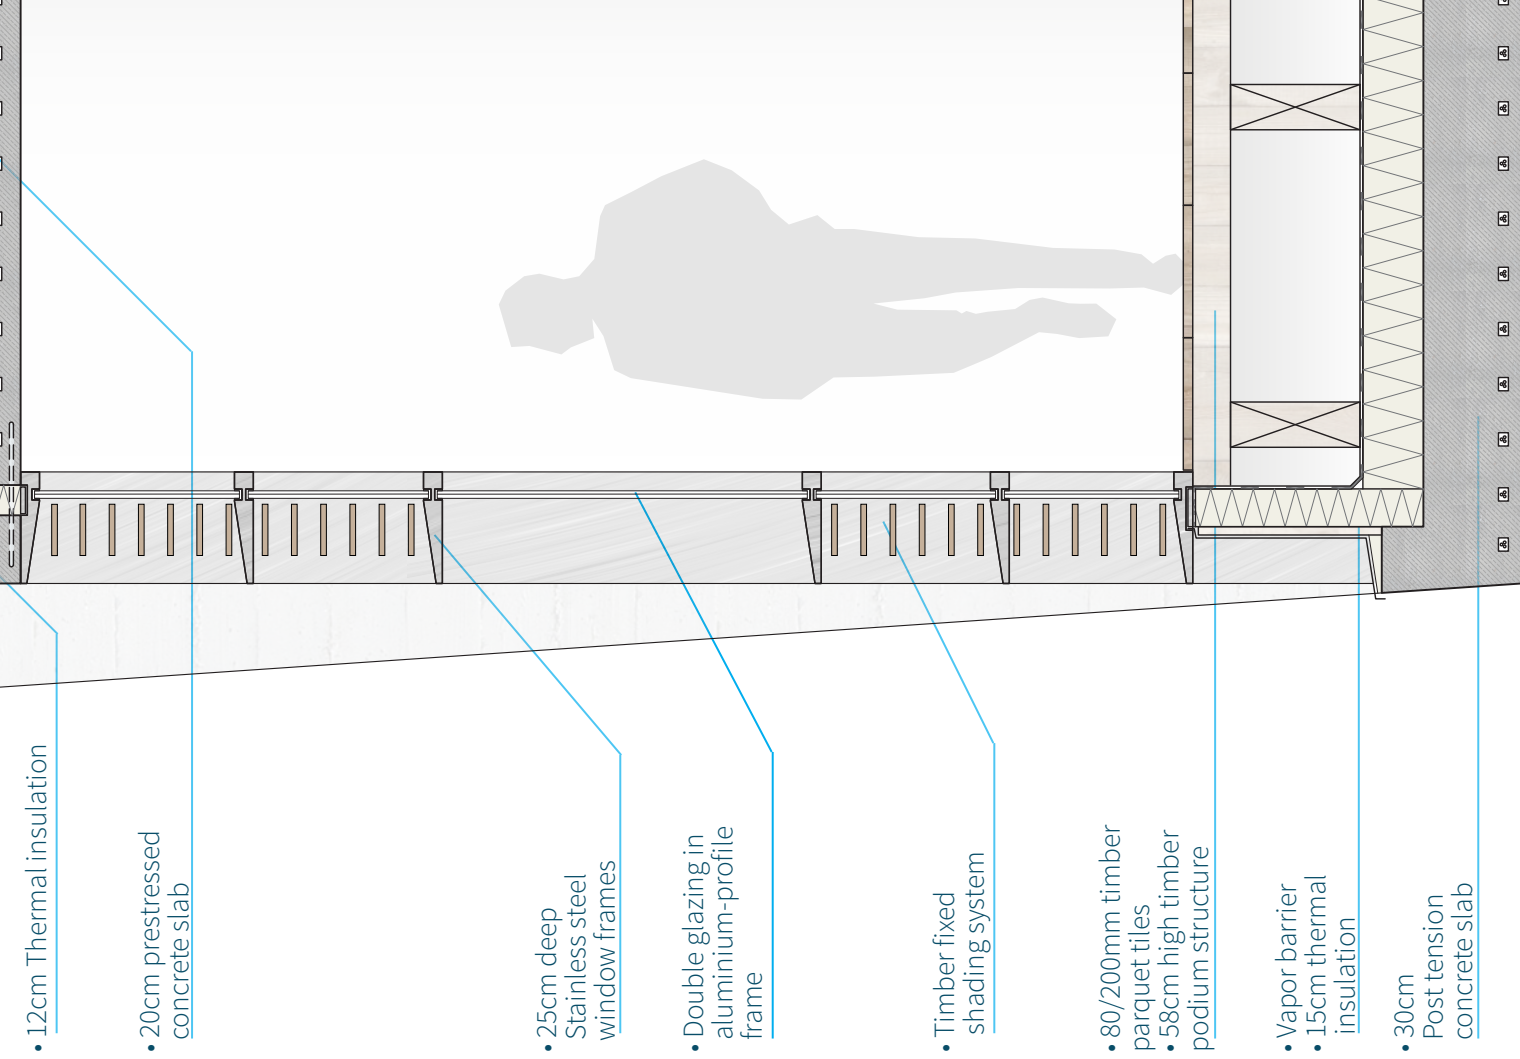 • 12cm Thermal insulation
• 20cm prestressed
concrete slab
• 25cm deep
Stainless steel
window frames
• Double glazing in
aluminium-profile
frame
• Timber fixed
shading system
• 80/200mm timber
parquet tiles
• 58cm high timber
podium structure
• Vapor barrier
• 15cm thermal
insulation
• 30cm
Post tension
concrete slab